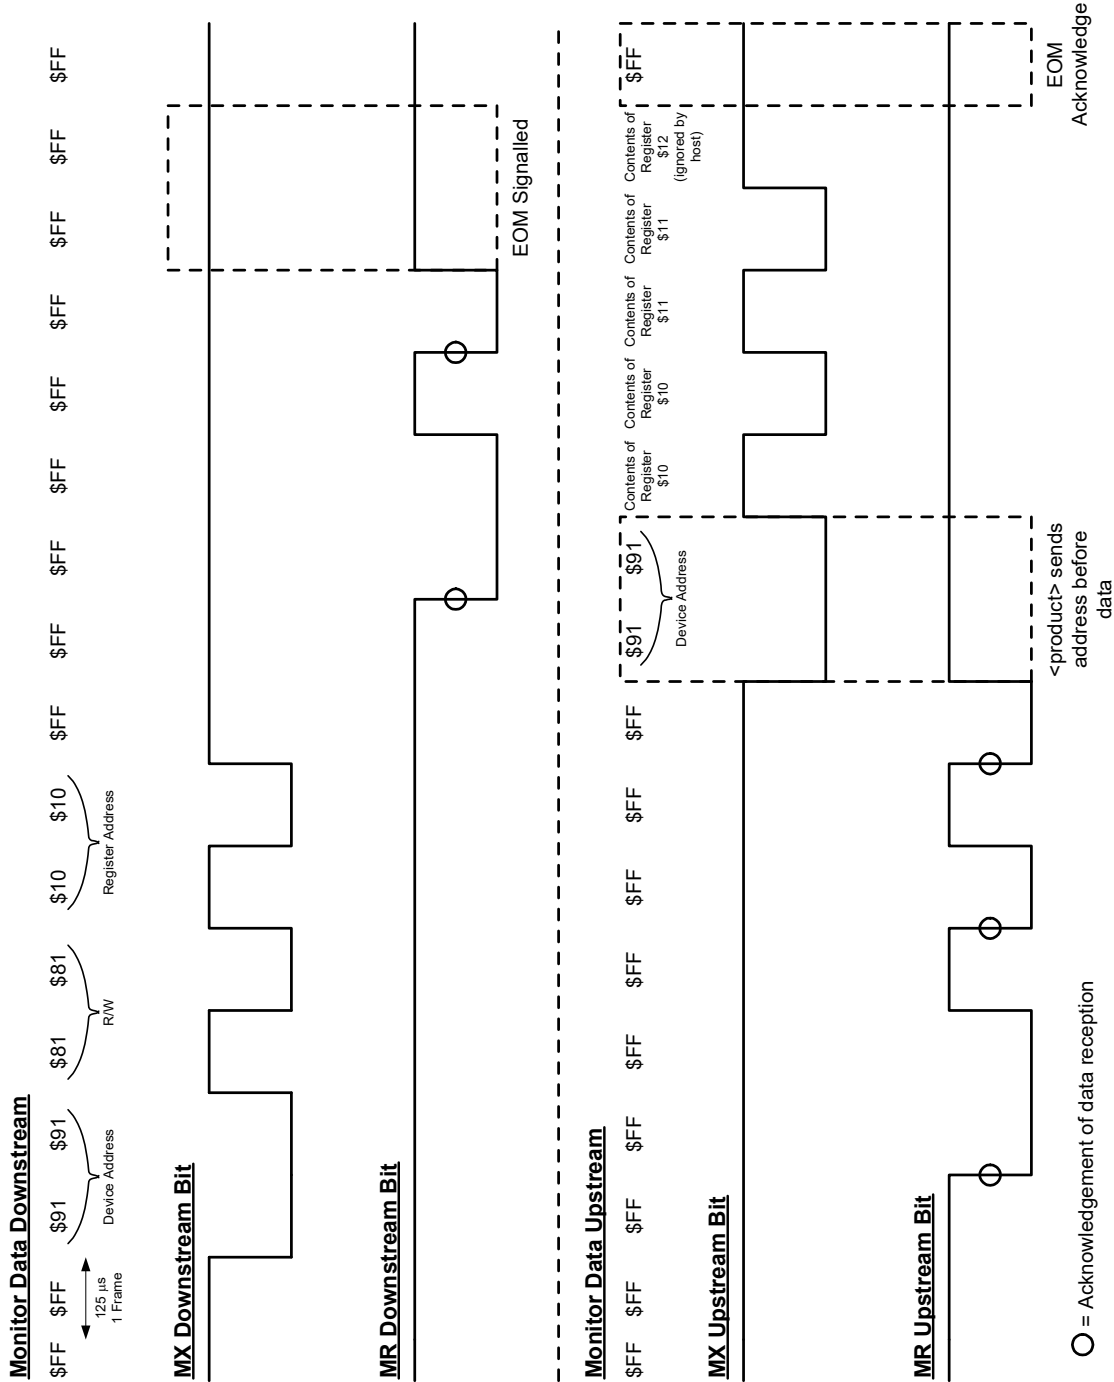 Monitor Data Downstream
$FF $FF $91 $91 $81 $81 $10 $10 $FF $FF $FF $FF $FF $FF $FF $FF $FF
125 µs
1 Frame
Device Address
R/W
Register Address
MX Downstream Bit
MR Downstream Bit
EOM Signalled
Monitor Data Upstream
$FF $FF $FF $FF $FF $FF $FF $FF $FF $91 $91
Device Address
Contents of
Register
$10
Contents of
Register
$10
Contents of
Register
$11
Contents of
Register
$11
Contents of
Register
$12
(ignored by
host)
$FF
MX Upstream Bit
MR Upstream Bit
<product> sends
address before
data
EOM
Acknowledge
= Acknowledgement of data reception